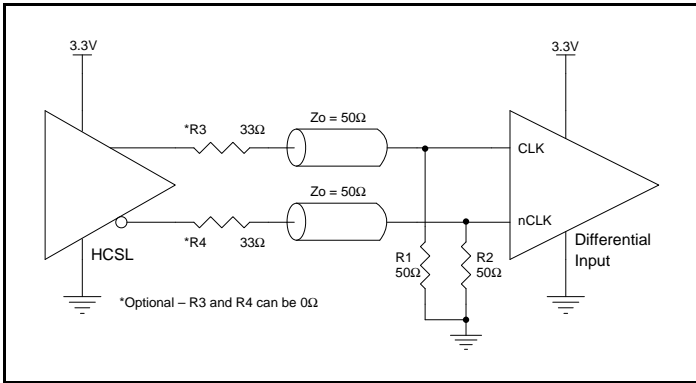 3.3V
3.3V
*R3 33Ω
Zo = 50Ω
CLK
Zo = 50Ω
nCLK
*R4 33Ω
HCSL
R1
50Ω
R2
50Ω
Differential
Input
*Optional – R3 and R4 can be 0Ω